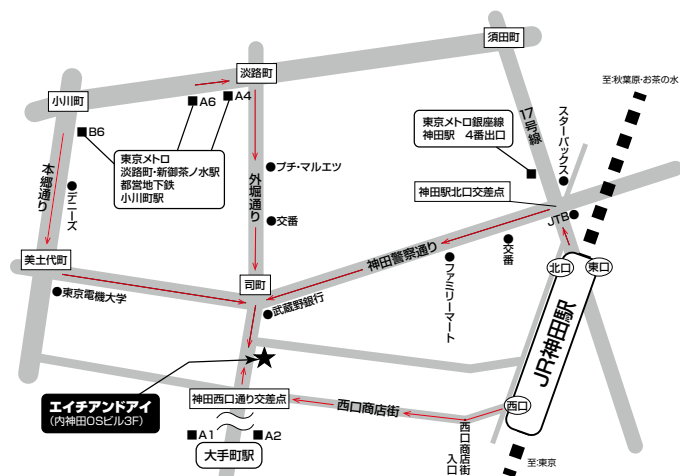 須田町
至:秋葉原・お茶の水
淡路町
小川町
A6
A4
B6
東京メトロ
淡路町・新御茶ノ水駅
都営地下鉄
小川町駅
東京メトロ銀座線
神田駅 4番出口
17号線
スターバックス
プチ・マルエツ
外堀通り
交番
本郷通り
デニーズ
神田駅北口交差点
JTB
神田警察通り
交番
ファミリーマート
北口
東口
美土代町
東京電機大学
司町
武蔵野銀行
JR神田駅
エイチアンドアイ
(内神田OSビル3F)
神田西口通り交差点
西口商店街
西口
西口商店街
入口
A1
A2
大手町駅
至:東京